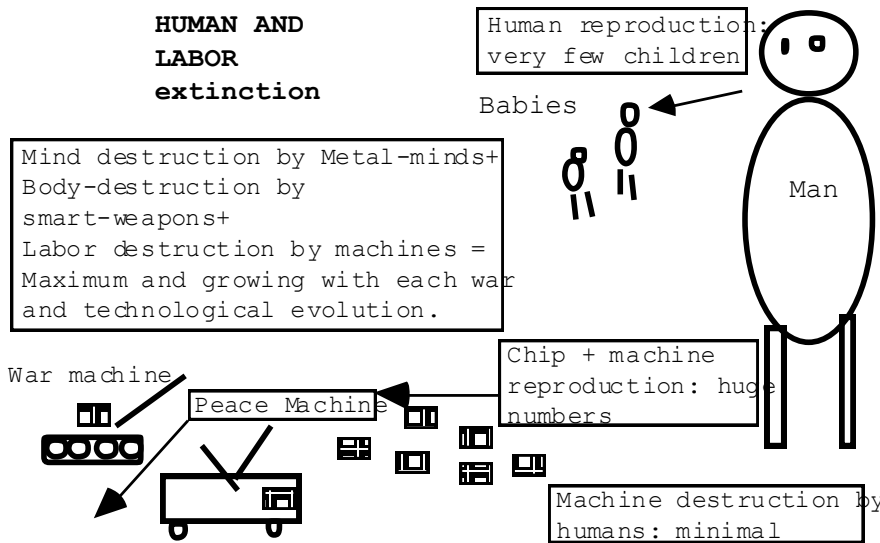 HUMAN AND
LABOR
extinction
Human reproduction:
very few children
Babies
Man
Mind destruction by Metal-minds+
Body-destruction by
smart-weapons+
Labor destruction by machines =
Maximum and growing with each war
and technological evolution.
Chip + machine
reproduction: huge
numbers
War machine
Peace Machine
Machine destruction by
humans: minimal